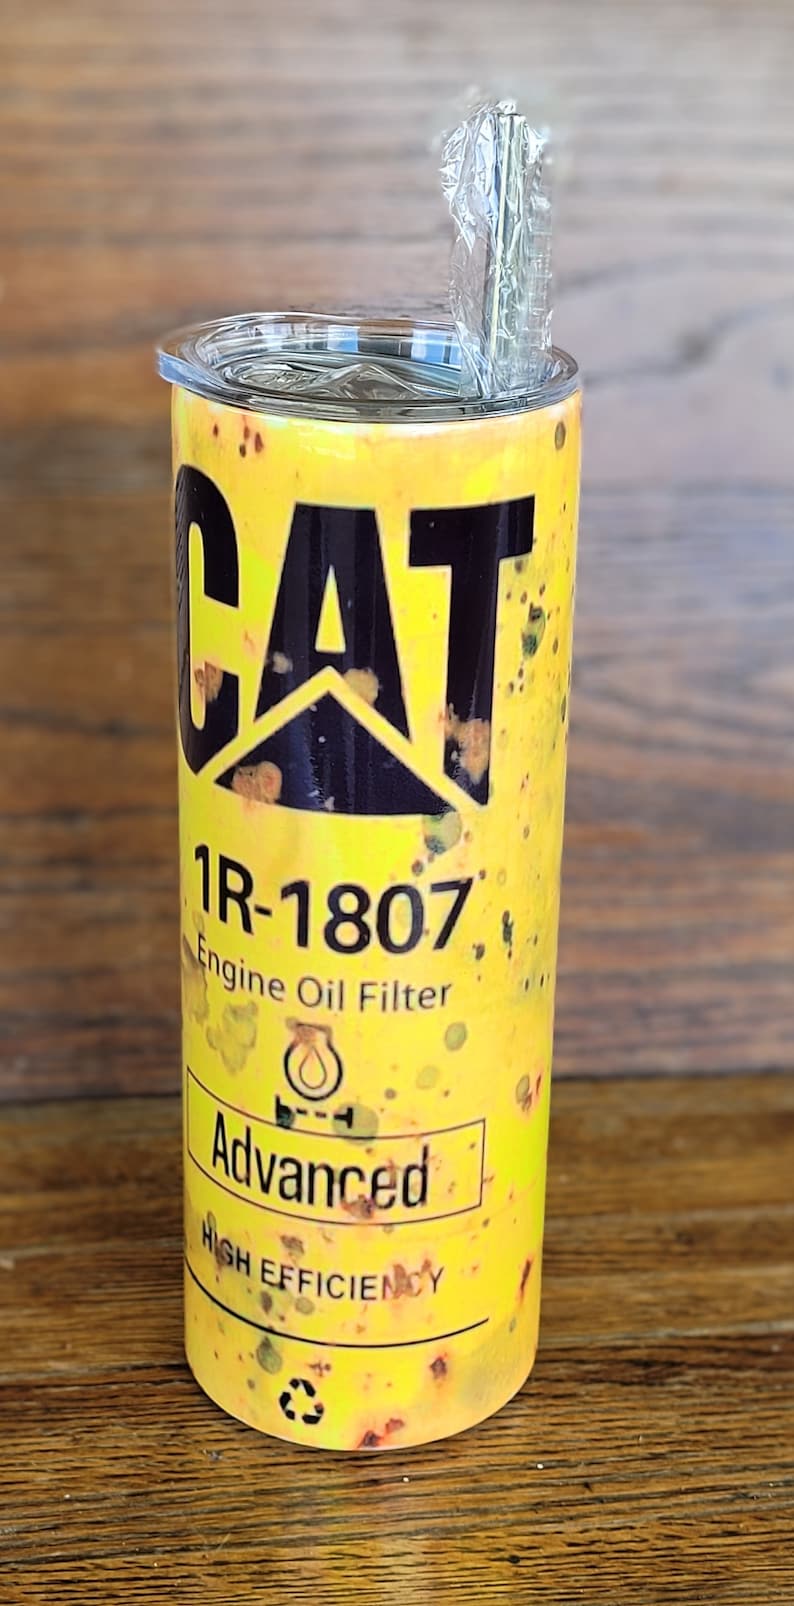 CAT
1R-1807
Engine Oil Filter
Advanced
HIGH EFFICIENCY